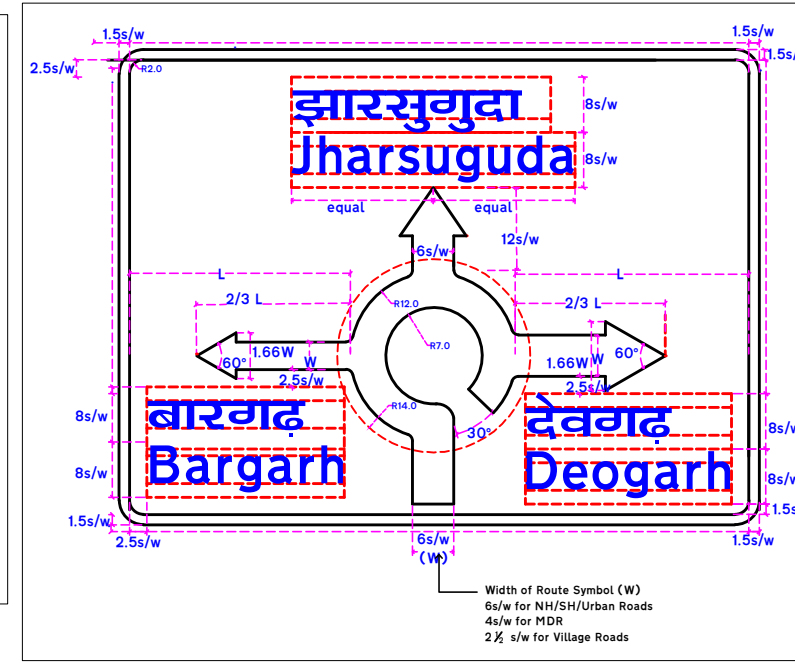 1.5s/w
1.5s/w
2.5s/w
R2.0
1.5s/
झारसुगुदा
8s/w
Jharsuguda
8s/w
equal
equal
6s/w
12s/w
L
L
2/3 L
2/3 L
R12.0
R7.0
60°
1.66W
W
1.66W
W
60°
2.5s/w
2.5s/w
बारगढ़
8s/w
R14.0
30°
देवगढ़
8s/w
Bargarh
8s/w
Deogarh
8s/w
1.5s/w
1.5s
2.5s/w
6s/w
(W)
1.5s/w
Width of Route Symbol (W)
6s/w for NH/SH/Urban Roads
4s/w for MDR
2 ½ s/w for Village Roads